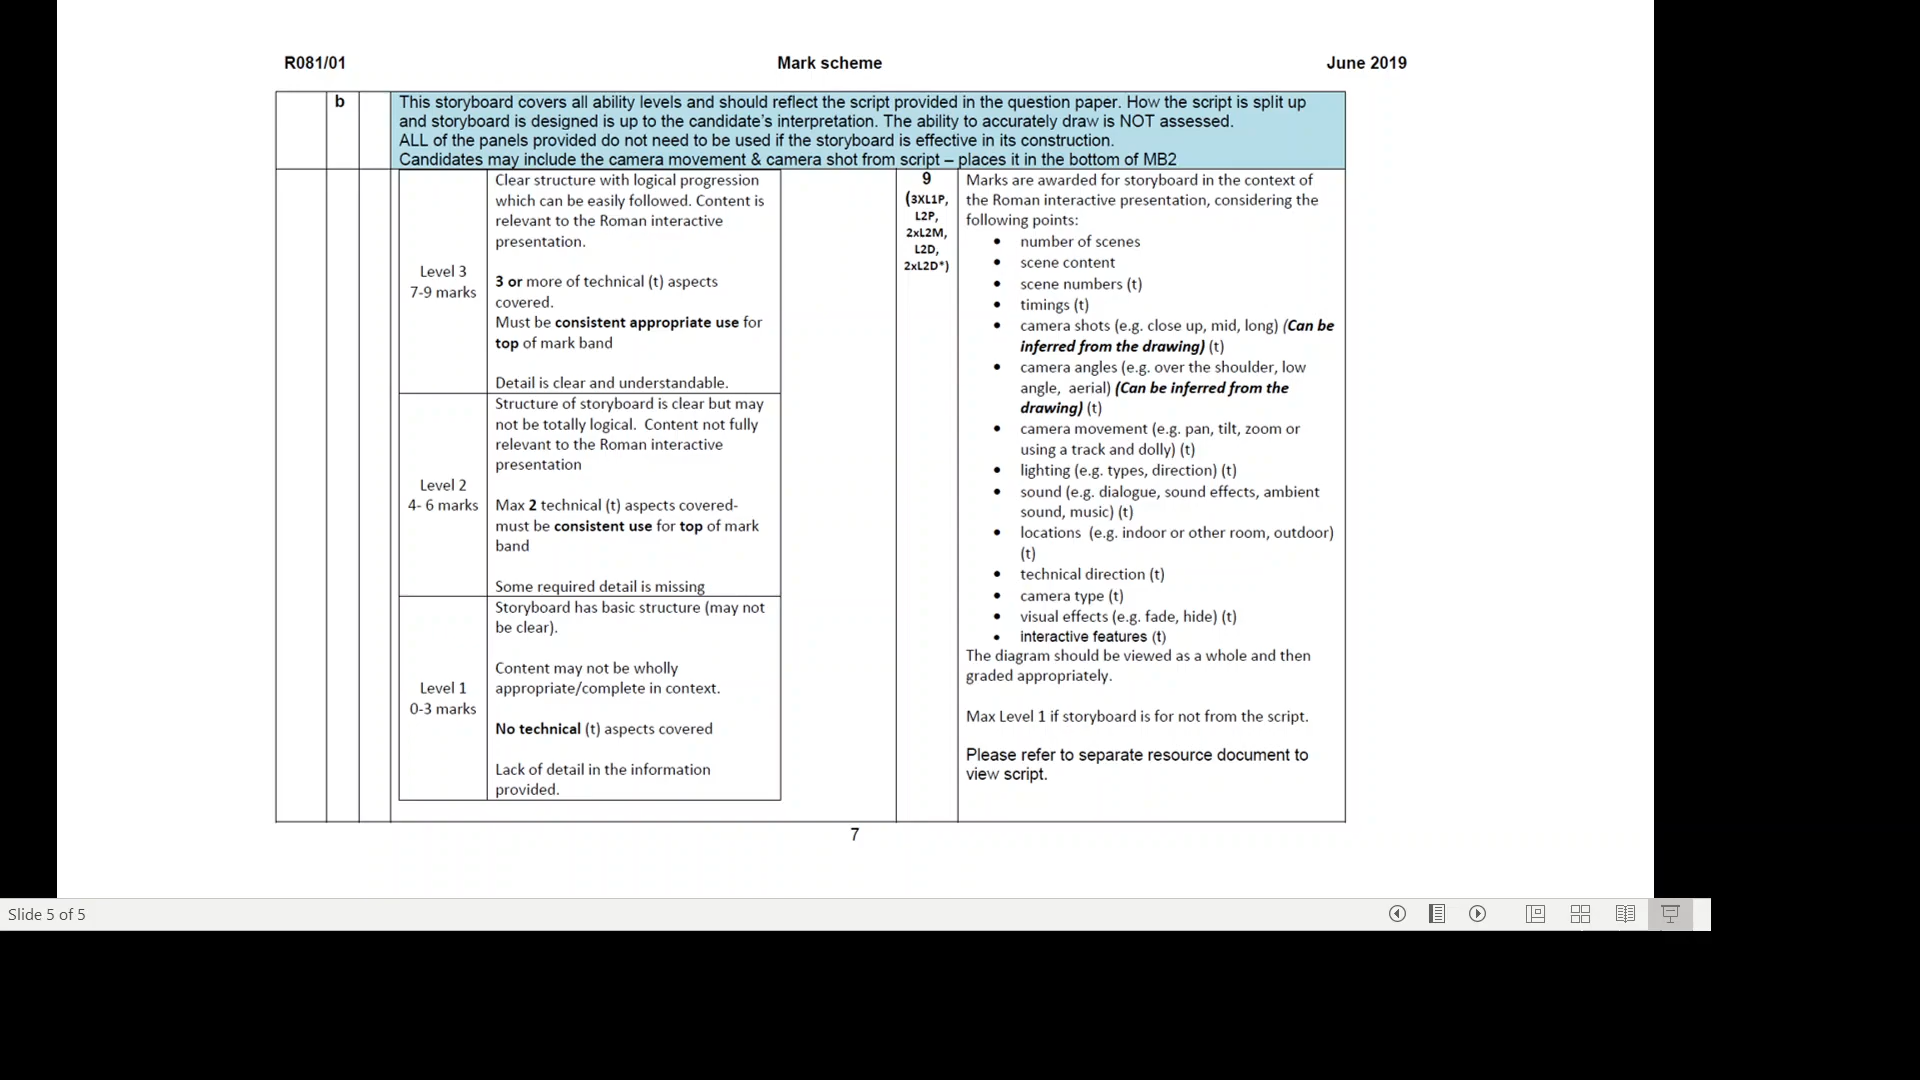 R081/01 Mark scheme June 2019
b
This storyboard covers all ability levels and should reflect the script provided in the question paper. How the script is split up
and storyboard is designed is up to the candidate's interpretation. The ability to accurately draw is NOT assessed.
ALL of the panels provided do not need to be used if the storyboard is effective in its construction.
Candidates may include the camera movement & camera shot from script – places it in the bottom of MB2
Level 3
7-9 marks
Clear structure with logical progression
which can be easily followed. Content is
relevant to the Roman interactive
presentation.
3 or more of technical (t) aspects
covered.
Must be consistent appropriate use for
top of mark band
Detail is clear and understandable.
Level 2
4- 6 marks
Structure of storyboard is clear but may
not be totally logical. Content not fully
relevant to the Roman interactive
presentation
Max 2 technical (t) aspects covered-
must be consistent use for top of mark
band
Some required detail is missing
Level 1
0-3 marks
Storyboard has basic structure (may not
be clear).
Content may not be wholly
appropriate/complete in context.
No technical (t) aspects covered
Lack of detail in the information
provided.
9
(3XL1P,
L2P,
2xL2M,
L2D,
2xL2D*)
Marks are awarded for storyboard in the context of
the Roman interactive presentation, considering the
following points:
• number of scenes
• scene content
• scene numbers (t)
• timings (t)
• camera shots (e.g. close up, mid, long) (Can be
inferred from the drawing) (t)
• camera angles (e.g. over the shoulder, low
angle, aerial) (Can be inferred from the
drawing) (t)
• camera movement (e.g. pan, tilt, zoom or
using a track and dolly) (t)
• lighting (e.g. types, direction) (t)
• sound (e.g. dialogue, sound effects, ambient
sound, music) (t)
• locations (e.g. indoor or other room, outdoor)
(t)
• technical direction (t)
• camera type (t)
• visual effects (e.g. fade, hide) (t)
• interactive features (t)
The diagram should be viewed as a whole and then
graded appropriately.
Max Level 1 if storyboard is for not from the script.
Please refer to separate resource document to
view script.
7
Slide 5 of 5